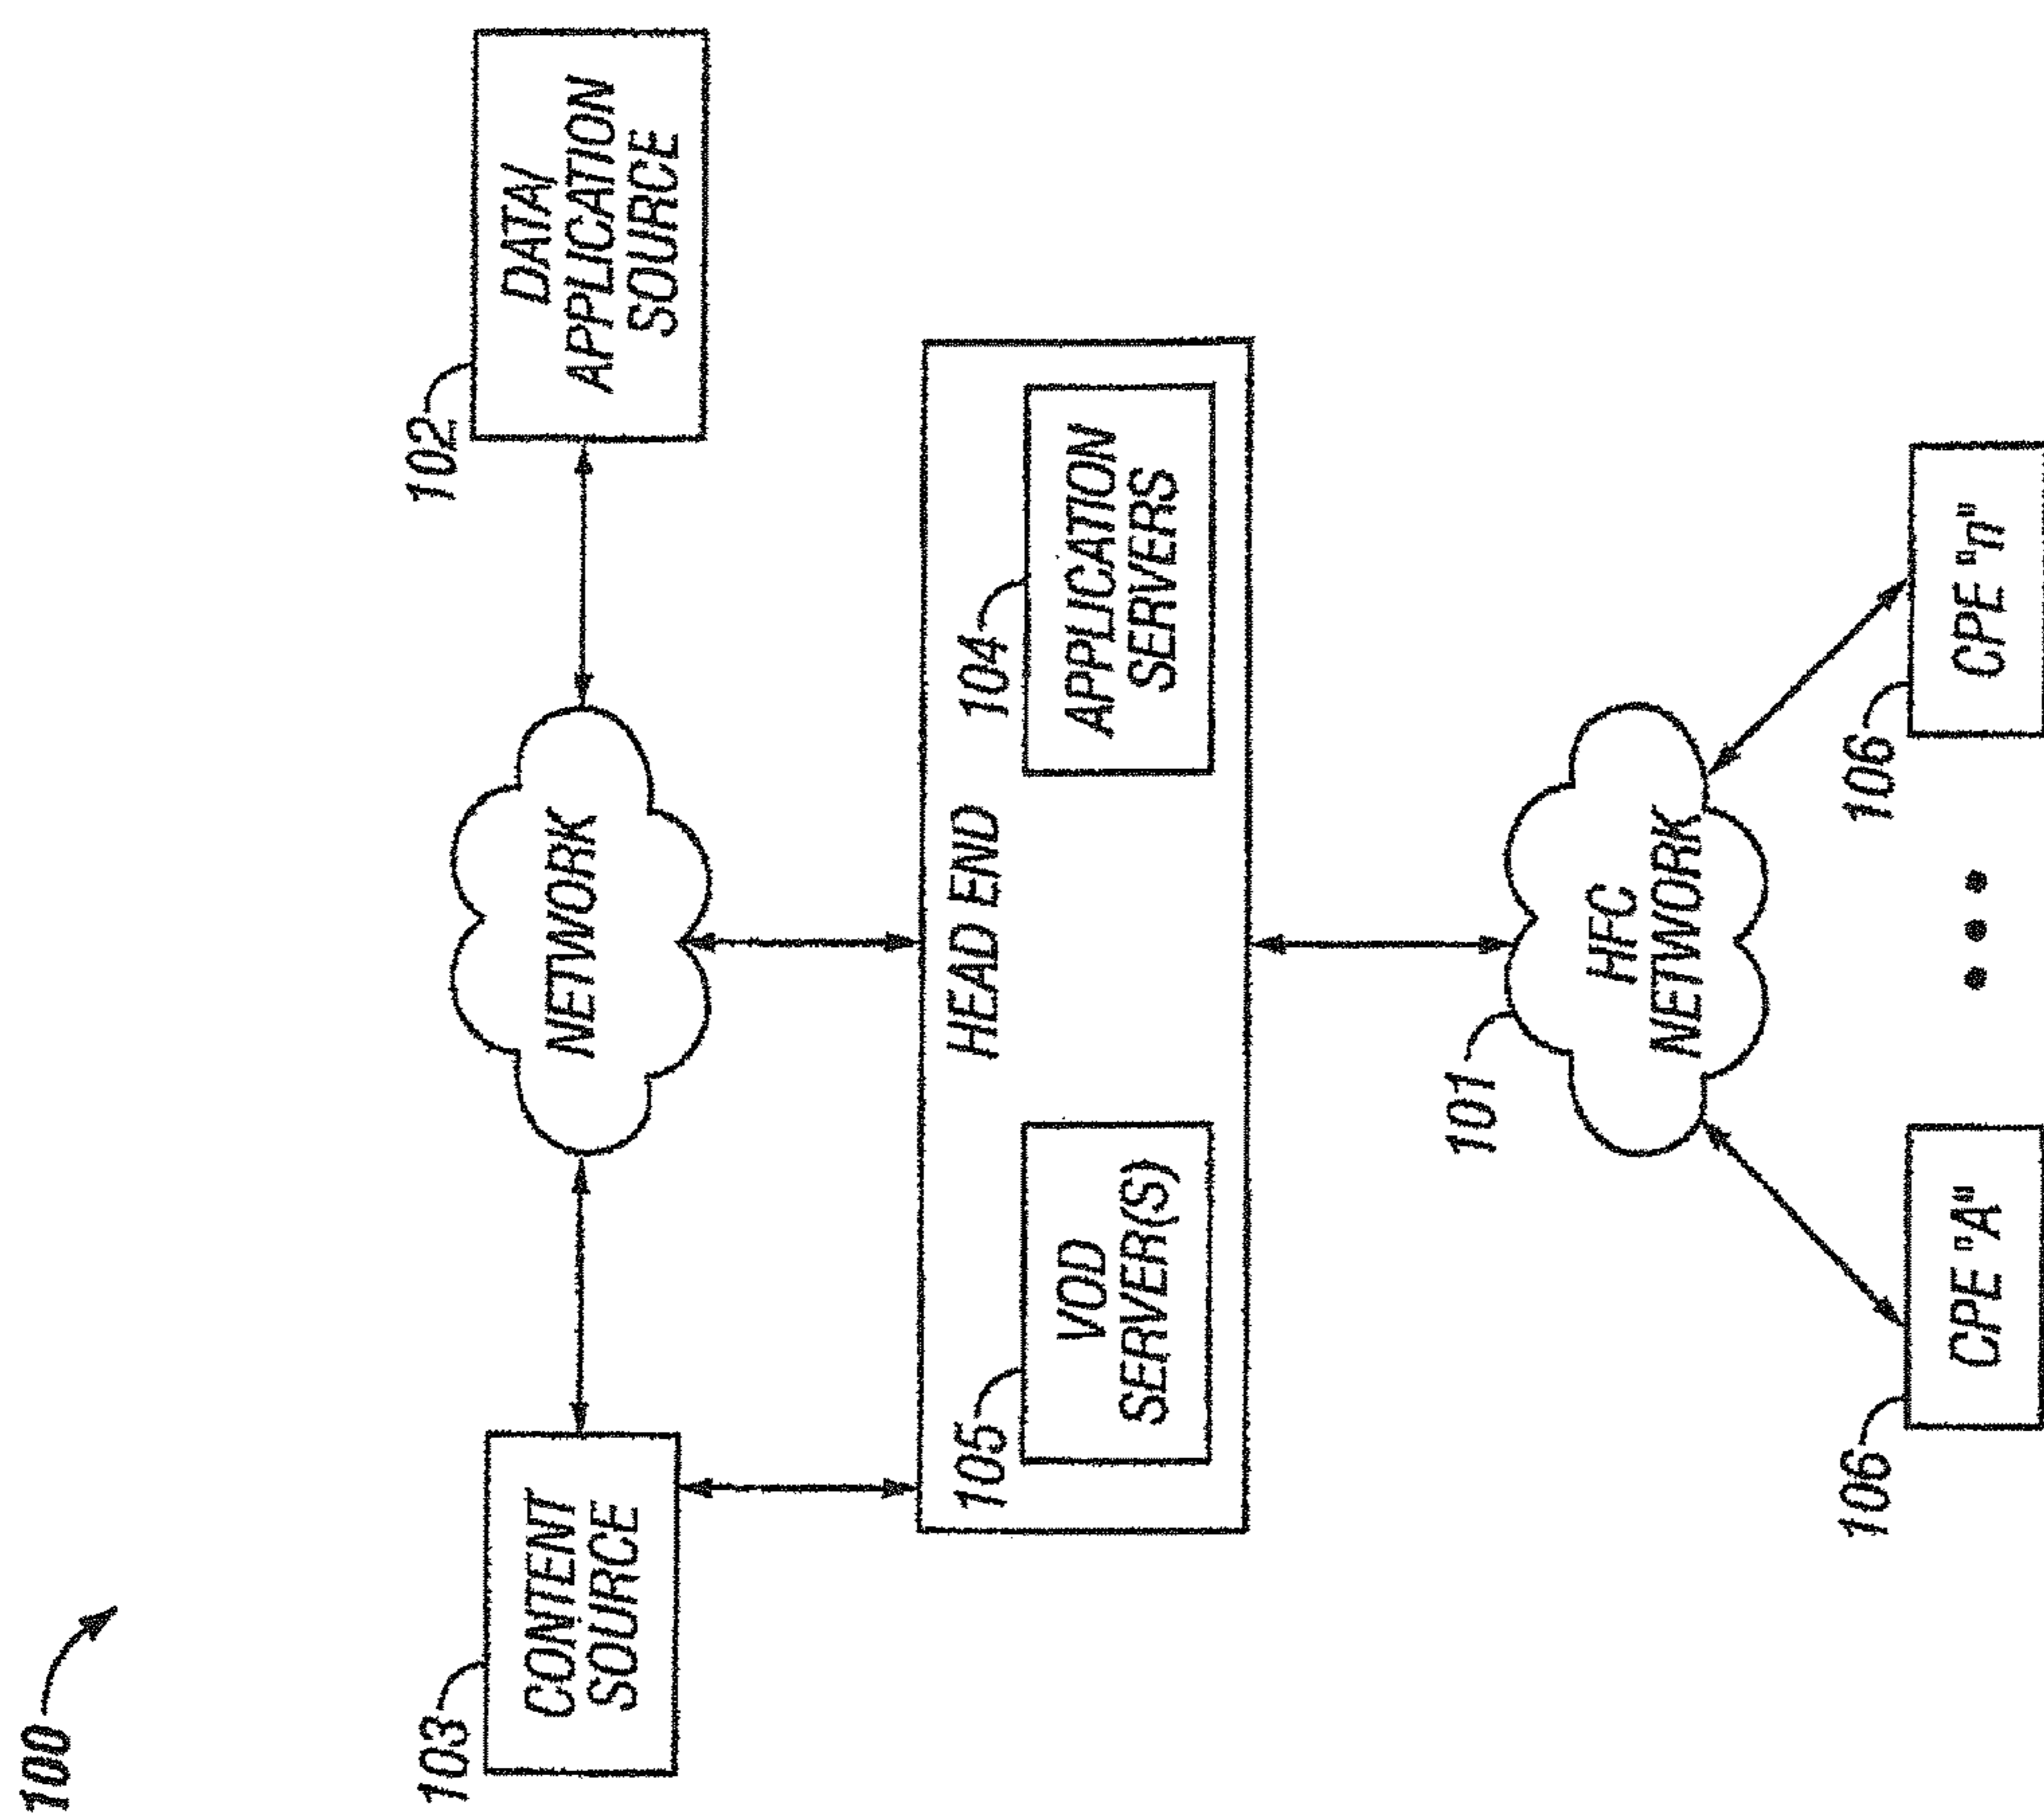 100
103
CONTENT
SOURCE
NETWORK
102
DATA/
APPLICATION
SOURCE
HEAD END
105
VOD
SERVER(S)
104
APPLICATION
SERVERS
101
HFC
NETWORK
106
CPE "A"
106
CPE "n"